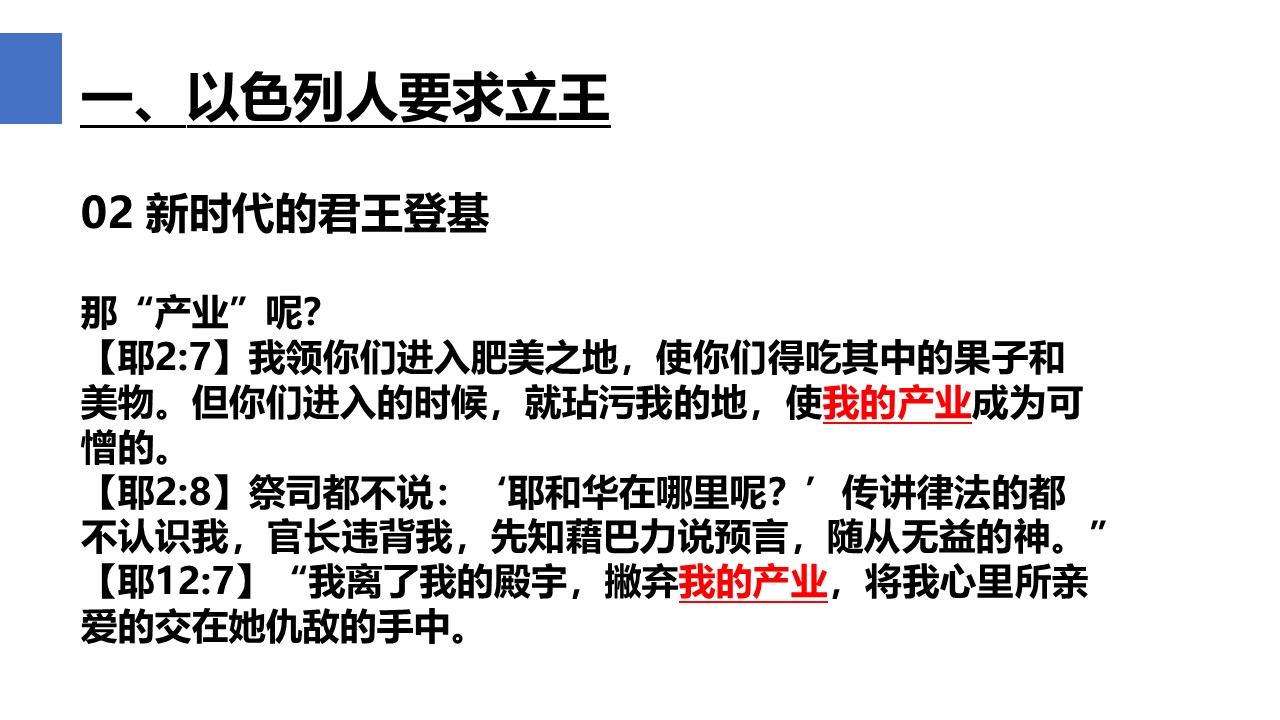 一、以色列人要求立王
02 新时代的君王登基
那“产业”呢？
【耶2:7】我领你们进入肥美之地，使你们得吃其中的果子和
美物。但你们进入的时候，就玷污我的地，使我的产业成为可
憎的。
【耶2:8】祭司都不说：‘耶和华在哪里呢？’传讲律法的都
不认识我，官长违背我，先知藉巴力说预言，随从无益的神。”
【耶12:7】“我离了我的殿宇，撇弃我的产业，将我心里所亲
爱的交在她仇敌的手中。